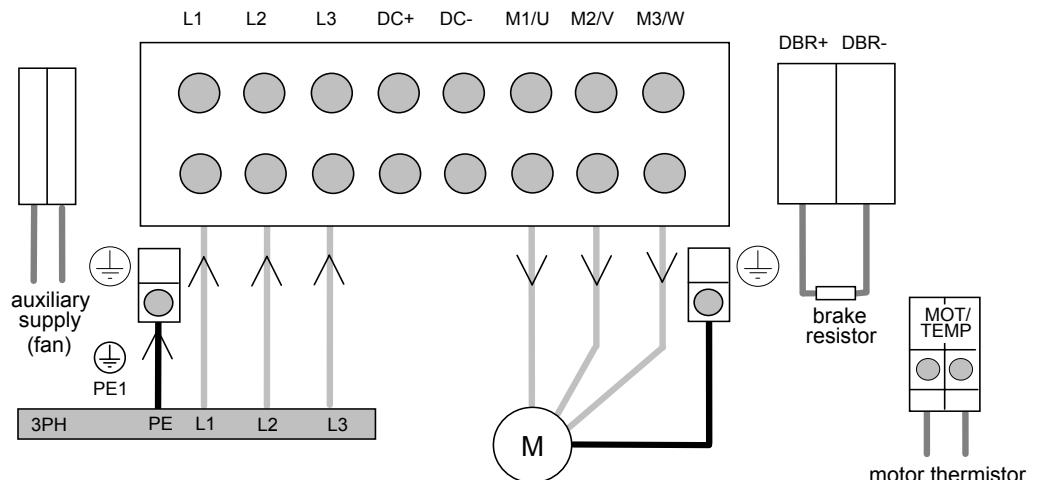 L1 L2 L3 DC+ DC- M1/U M2/V M3/W
DBR+ DBR-
auxiliary
supply
(fan)
PE1
3PH PE L1 L2 L3
M
brake
resistor
MOT/
TEMP
motor thermistor